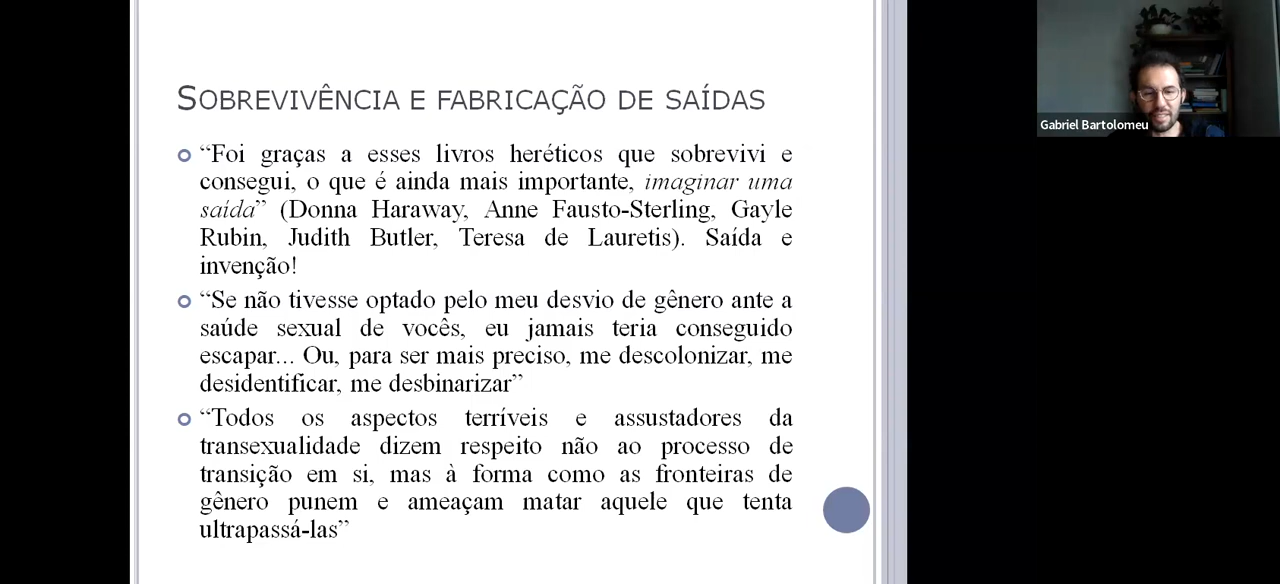 SOBREVIVÊNCIA E FABRICAÇÃO DE SAÍDAS
“Foi graças a esses livros heréticos que sobrevivi e
consegui, o que é ainda mais importante, imaginar uma
saída” (Donna Haraway, Anne Fausto-Sterling, Gayle
Rubin, Judith Butler, Teresa de Lauretis). Saída e
invenção!
“Se não tivesse optado pelo meu desvio de gênero ante a
saúde sexual de vocês, eu jamais teria conseguido
escapar... Ou, para ser mais preciso, me descolonizar, me
desidentificar, me desbinarizar”
“Todos os aspectos terríveis e assustadores da
transexualidade dizem respeito não ao processo de
transição em si, mas à forma como as fronteiras de
gênero punem e ameaçam matar aquele que tenta
ultrapassá-las”
Gabriel Bartolomeu